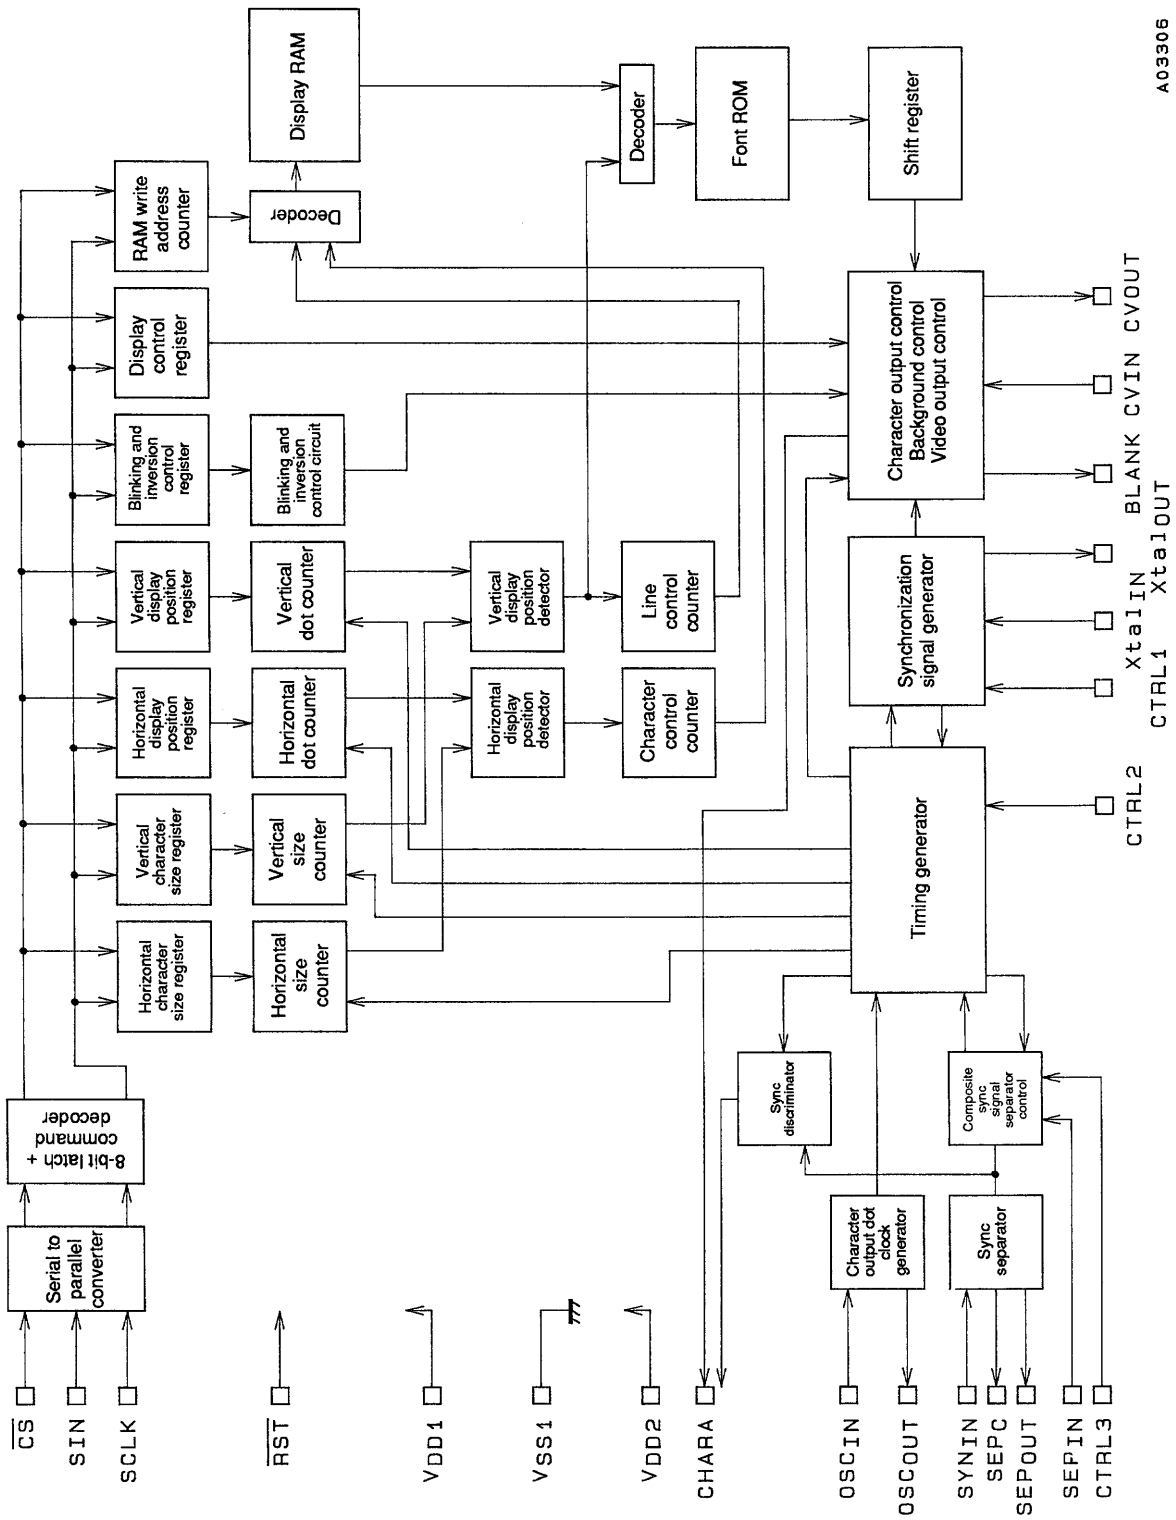 CS
SIN
SCLK
RST
VDD1
VSS1
VDD2
CHARA
OSCIN
OSCOUT
SYNIN
SEPC
SEPOUT
SEPIN
CTRL3
Serial to
parallel
converter
8-bit latch +
command
decoder
Horizontal
character
size register
Vertical
character
size register
Horizontal
display
position
register
Vertical
display
position
register
Blinking and
inversion
control
register
Display
control
register
RAM write
address
counter
Horizontal
size
counter
Vertical
size
counter
Horizontal
dot counter
Vertical
dot counter
Blinking and
inversion
control circuit
Decoder
Display RAM
Horizontal
display
position
detector
Vertical
display
position
detector
Character
control
counter
Line
control
counter
Decoder
Font ROM
Shift register
Sync
discriminator
Character
output dot
clock
generator
Sync
separator
Composite
sync
signal
separator
control
Timing generator
Synchronization
signal generator
Character output control
Background control
Video output control
CTRL2
CTRL1
XtalIN
XtalOUT
BLANK
CVIN
CVOUT
A03306